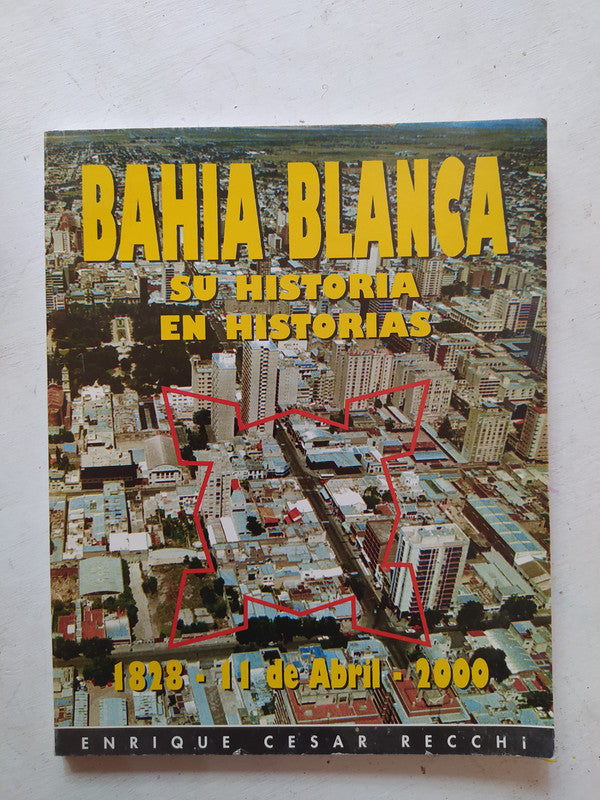 BAHIA BLANCA
SU HISTORIA
EN HISTORIAS
1828 - 11 de Abril - 2000
ENRIQUE CESAR RECCHi